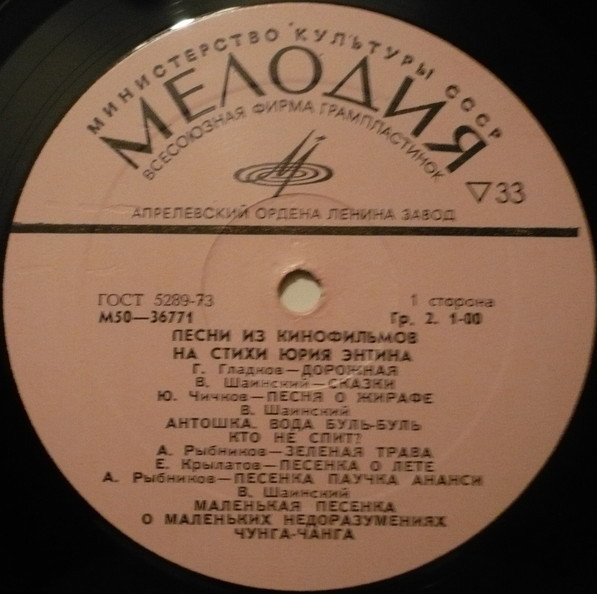 МИНИСТЕРСТВО КУЛЬТУРЫ СССР
МЕЛОДИЯ
ВСЕСОЮЗНАЯ ФИРМА ГРАМПЛАСТИНОК
▽33
АПРЕЛЕВСКИЙ ОРДЕНА ЛЕНИНА ЗАВОД
ГОСТ 5289-73 1 сторона
М50—36771 Гр. 2. 1-00
ПЕСНИ ИЗ КИНОФИЛЬМОВ
НА СТИХИ ЮРИЯ ЭНТИНА
Г. Гладков—ДОРОЖНАЯ
В. Шаинский—СКАЗКИ
Ю. Чичков—ПЕСНЯ О ЖИРАФЕ
В. Шаинский
АНТОШКА. ВОДА БУЛЬ-БУЛЬ
КТО НЕ СПИТ?
А. Рыбников—ЗЕЛЕНАЯ ТРАВА
Е. Крылатов—ПЕСЕНКА О ЛЕТЕ
А. Рыбников—ПЕСЕНКА ПАУЧКА АНАНСИ
В. Шаинский
МАЛЕНЬКАЯ ПЕСЕНКА
О МАЛЕНЬКИХ НЕДОРАЗУМЕНИЯХ
ЧУНГА-ЧАНГА